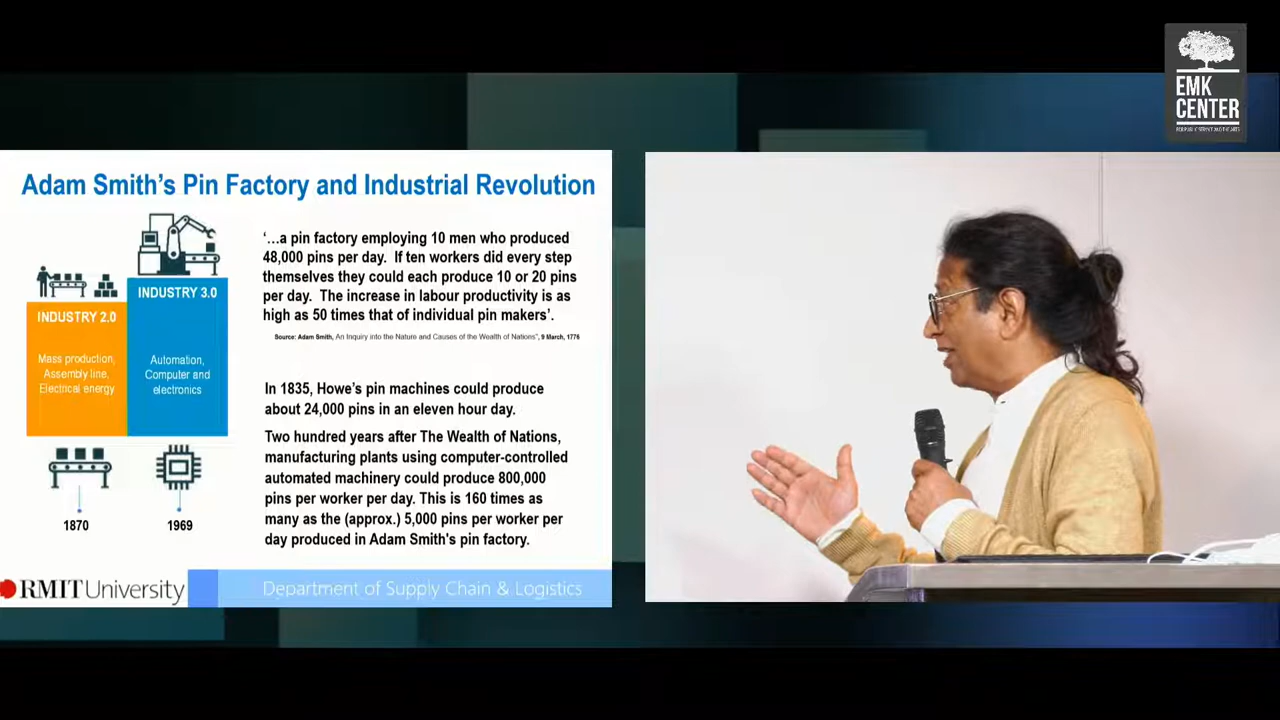 EMK
CENTER
FOR PUBLIC SERVICE AND THE ARTS
Adam Smith’s Pin Factory and Industrial Revolution
INDUSTRY 2.0
Mass production,
Assembly line,
Electrical energy
INDUSTRY 3.0
Automation,
Computer and
electronics
1870
1969
‘...a pin factory employing 10 men who produced
48,000 pins per day. If ten workers did every step
themselves they could each produce 10 or 20 pins
per day. The increase in labour productivity is as
high as 50 times that of individual pin makers’.
Source: Adam Smith, An Inquiry into the Nature and Causes of the Wealth of Nations”, 9 March, 1776
In 1835, Howe’s pin machines could produce
about 24,000 pins in an eleven hour day.
Two hundred years after The Wealth of Nations,
manufacturing plants using computer-controlled
automated machinery could produce 800,000
pins per worker per day. This is 160 times as
many as the (approx.) 5,000 pins per worker per
day produced in Adam Smith's pin factory.
RMIT University
Department of Supply Chain & Logistics